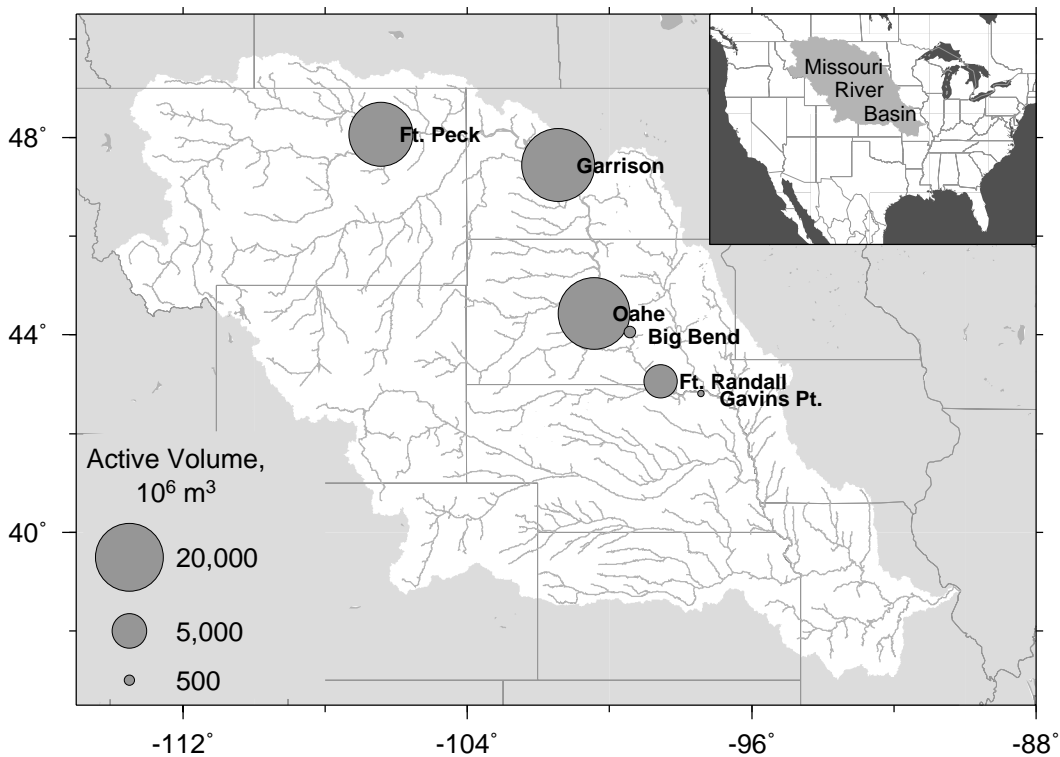 Missouri
River
Basin
48˚
44˚
40˚
Ft. Peck
Garrison
Oahe
Big Bend
Ft. Randall
Gavins Pt.
Active Volume,
10⁶ m³
20,000
5,000
500
-112˚
-104˚
-96˚
-88˚